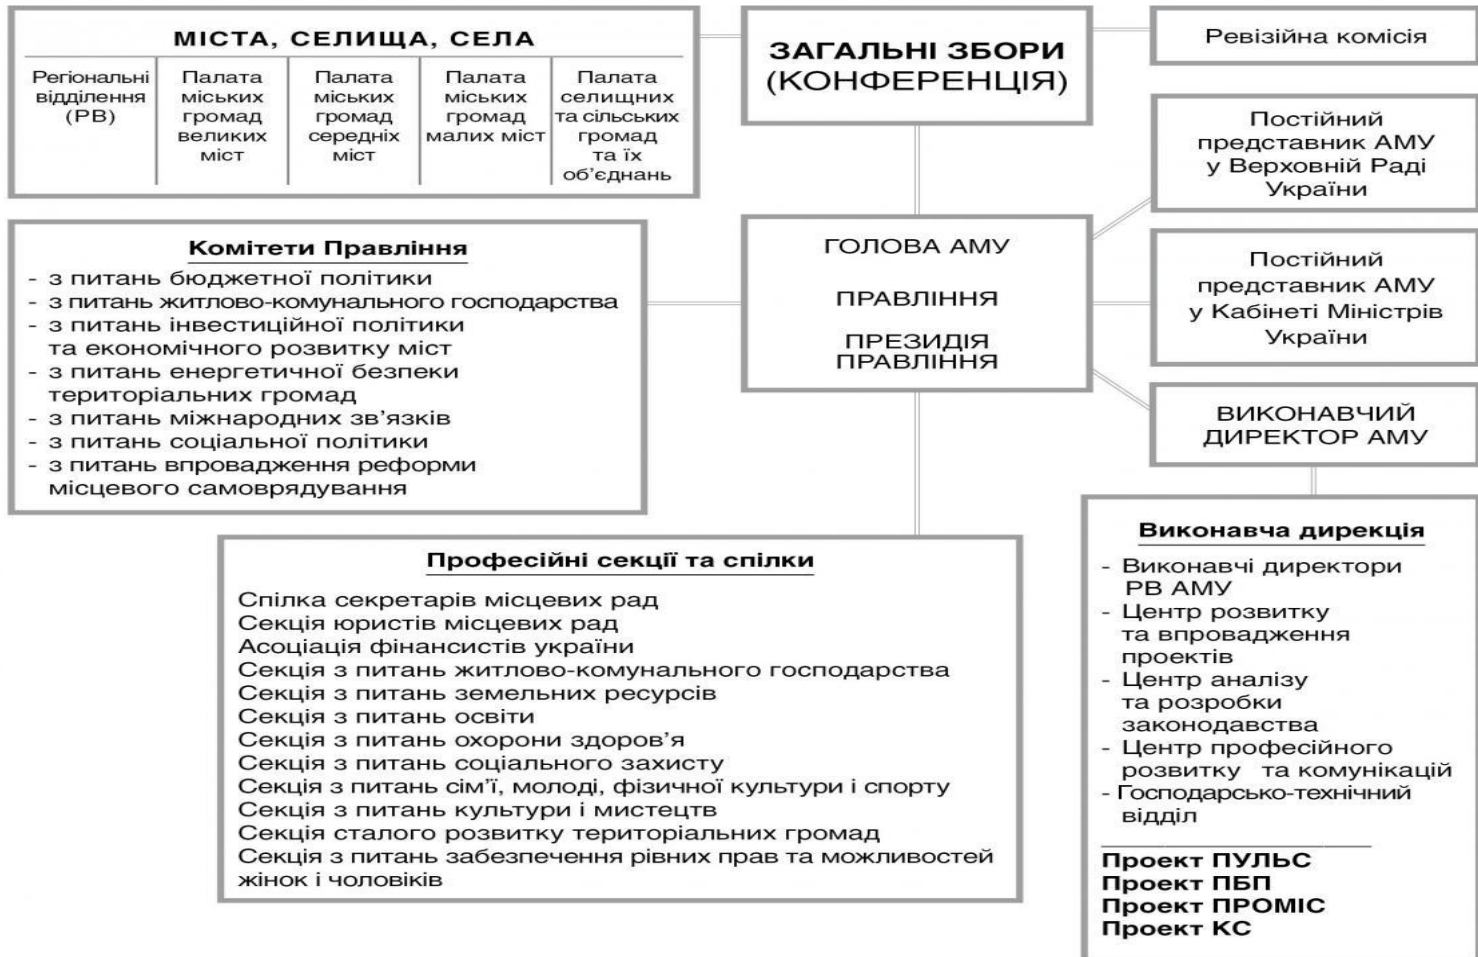 МІСТА, СЕЛИЩА, СЕЛА
Регіональні
відділення
(РВ)
Палата
міських
громад
великих
міст
Палата
міських
громад
середніх
міст
Палата
міських
громад
малих міст
Палата
селищних
та сільських
громад
та їх
об’єднань
ЗАГАЛЬНІ ЗБОРИ
(КОНФЕРЕНЦІЯ)
Ревізійна комісія
Постійний
представник АМУ
у Верховній Раді
України
ГОЛОВА АМУ
ПРАВЛІННЯ
ПРЕЗИДІЯ
ПРАВЛІННЯ
Постійний
представник АМУ
у Кабінеті Міністрів
України
ВИКОНАВЧИЙ
ДИРЕКТОР АМУ
Комітети Правління
- з питань бюджетної політики
- з питань житлово-комунального господарства
- з питань інвестиційної політики
та економічного розвитку міст
- з питань енергетичної безпеки
територіальних громад
- з питань міжнародних зв’язків
- з питань соціальної політики
- з питань впровадження реформи
місцевого самоврядування
Професійні секції та спілки
Спілка секретарів місцевих рад
Секція юристів місцевих рад
Асоціація фінансистів україни
Секція з питань житлово-комунального господарства
Секція з питань земельних ресурсів
Секція з питань освіти
Секція з питань охорони здоров’я
Секція з питань соціального захисту
Секція з питань сім’ї, молоді, фізичної культури і спорту
Секція з питань культури і мистецтв
Секція сталого розвитку територіальних громад
Секція з питань забезпечення рівних прав та можливостей
жінок і чоловіків
Виконавча дирекція
- Виконавчі директори
РВ АМУ
- Центр розвитку
та впровадження
проектів
- Центр аналізу
та розробки
законодавства
- Центр професійного
розвитку та комунікацій
- Господарсько-технічний
відділ
Проект ПУЛЬС
Проект ПБП
Проект ПРОМІС
Проект КС